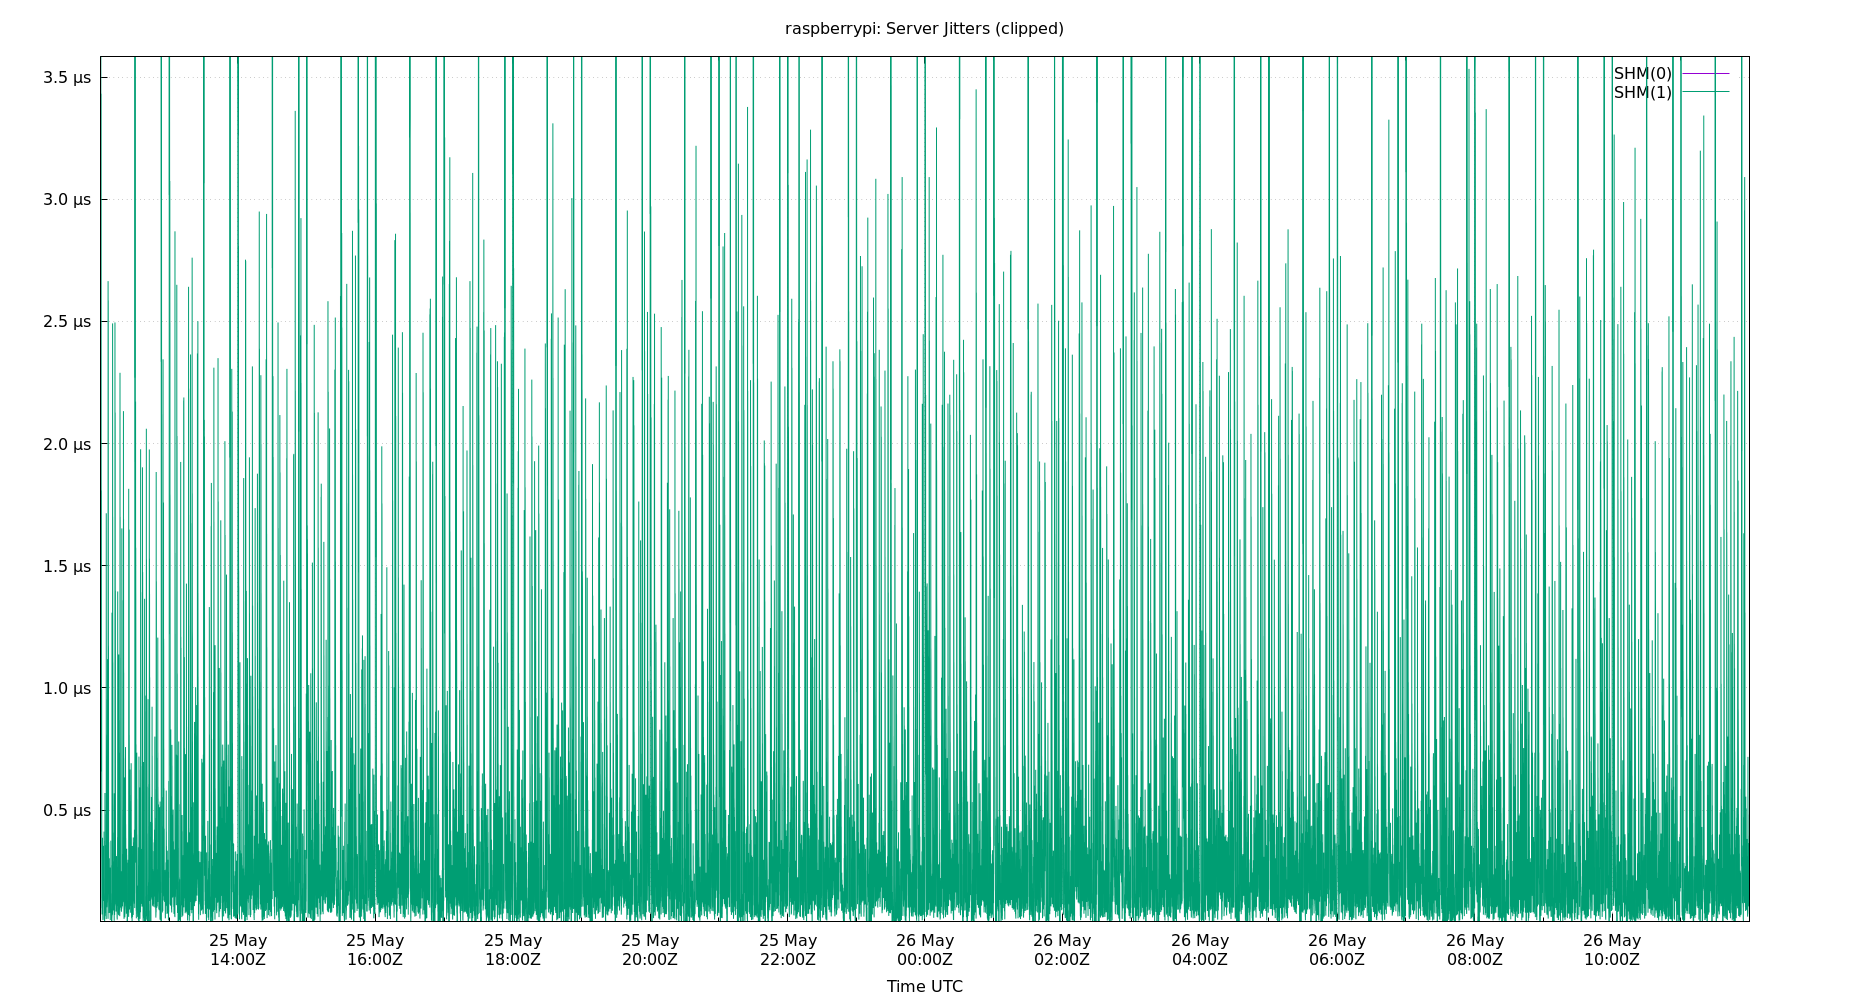 raspberrypi: Server Jitters (clipped)
SHM(0)
SHM(1)
3.5 μs
3.0 μs
2.5 μs
2.0 μs
1.5 μs
1.0 μs
0.5 μs
25 May 25 May 25 May 25 May 25 May 26 May 26 May 26 May 26 May 26 May 26 May
14:00Z 16:00Z 18:00Z 20:00Z 22:00Z 00:00Z 02:00Z 04:00Z 06:00Z 08:00Z 10:00Z
Time UTC